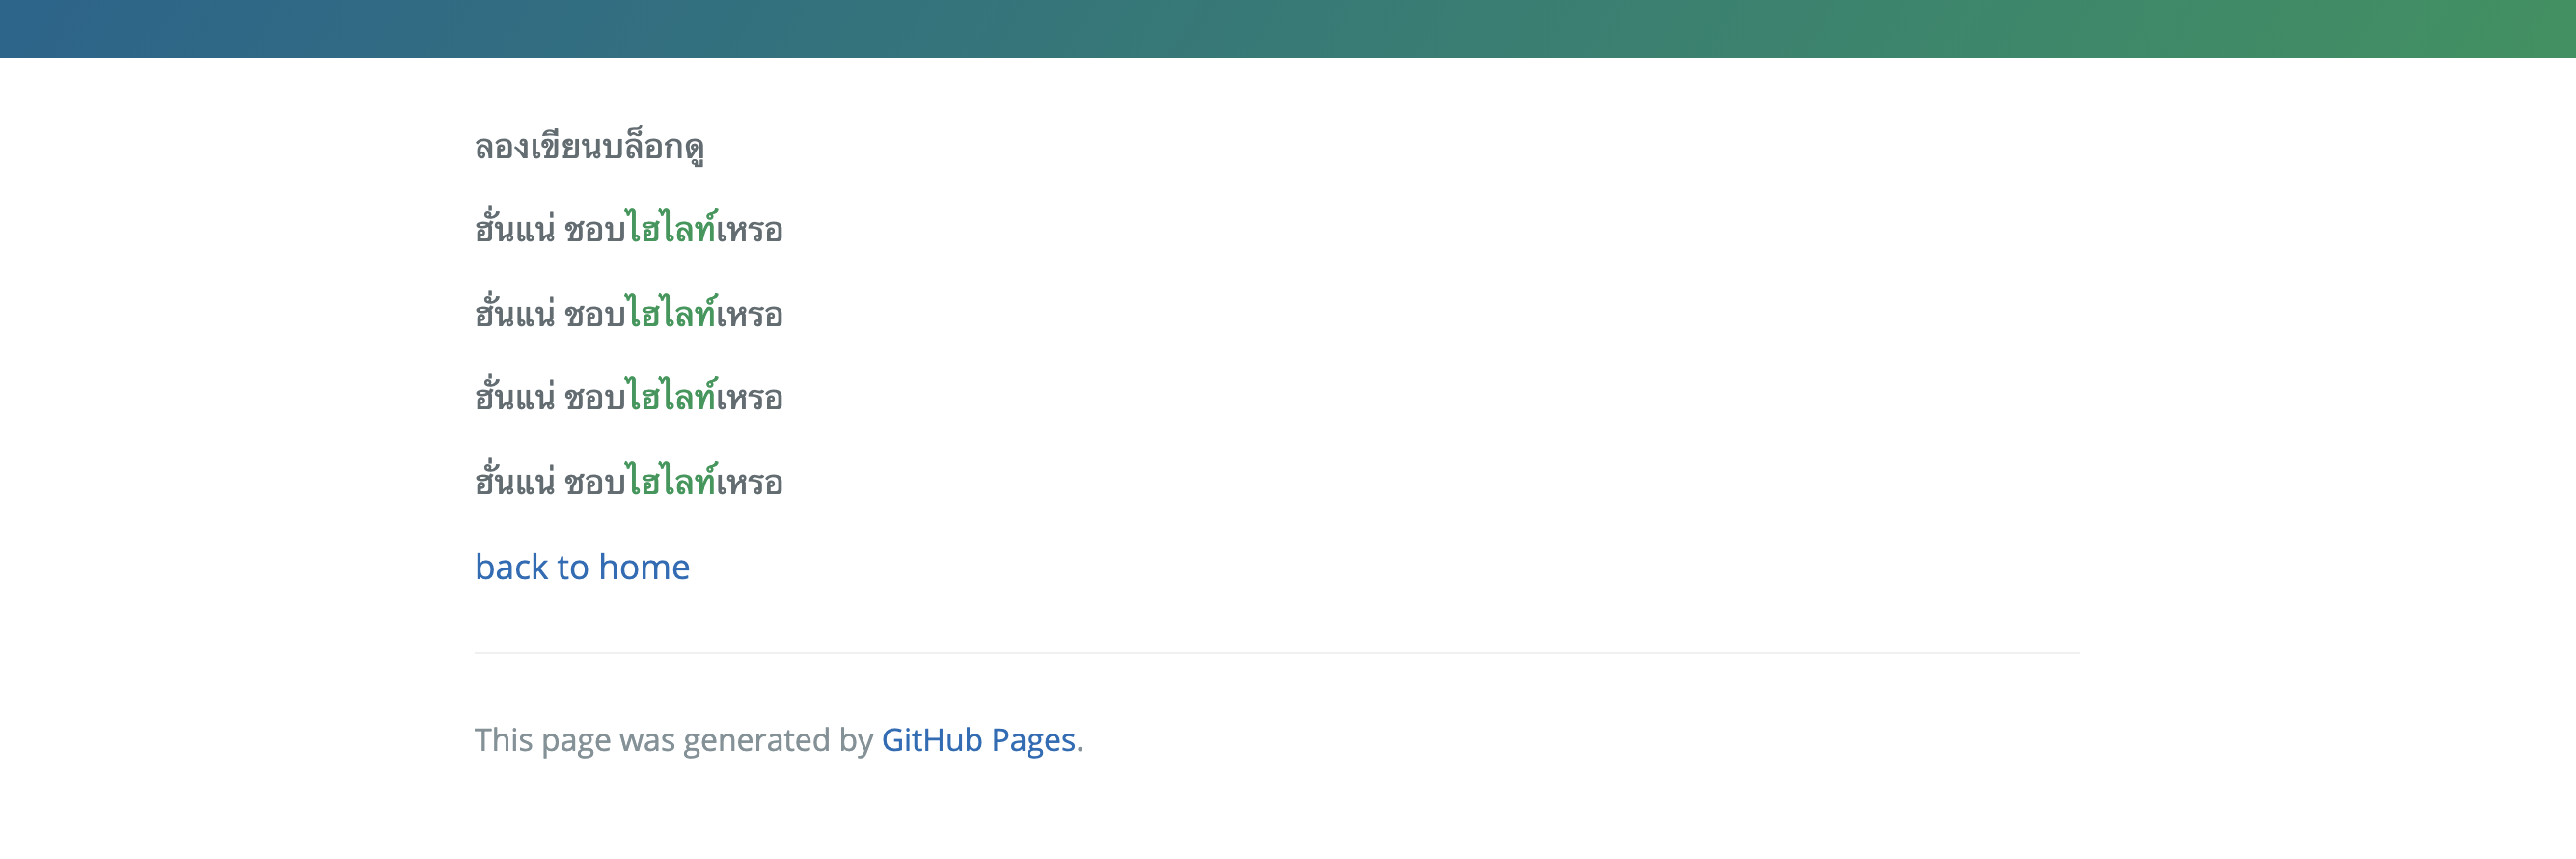 ลองเขียนบล็อกดู
ฮั่นแน่ ชอบไฮไลท์เหรอ
ฮั่นแน่ ชอบไฮไลท์เหรอ
ฮั่นแน่ ชอบไฮไลท์เหรอ
ฮั่นแน่ ชอบไฮไลท์เหรอ
back to home
This page was generated by GitHub Pages.